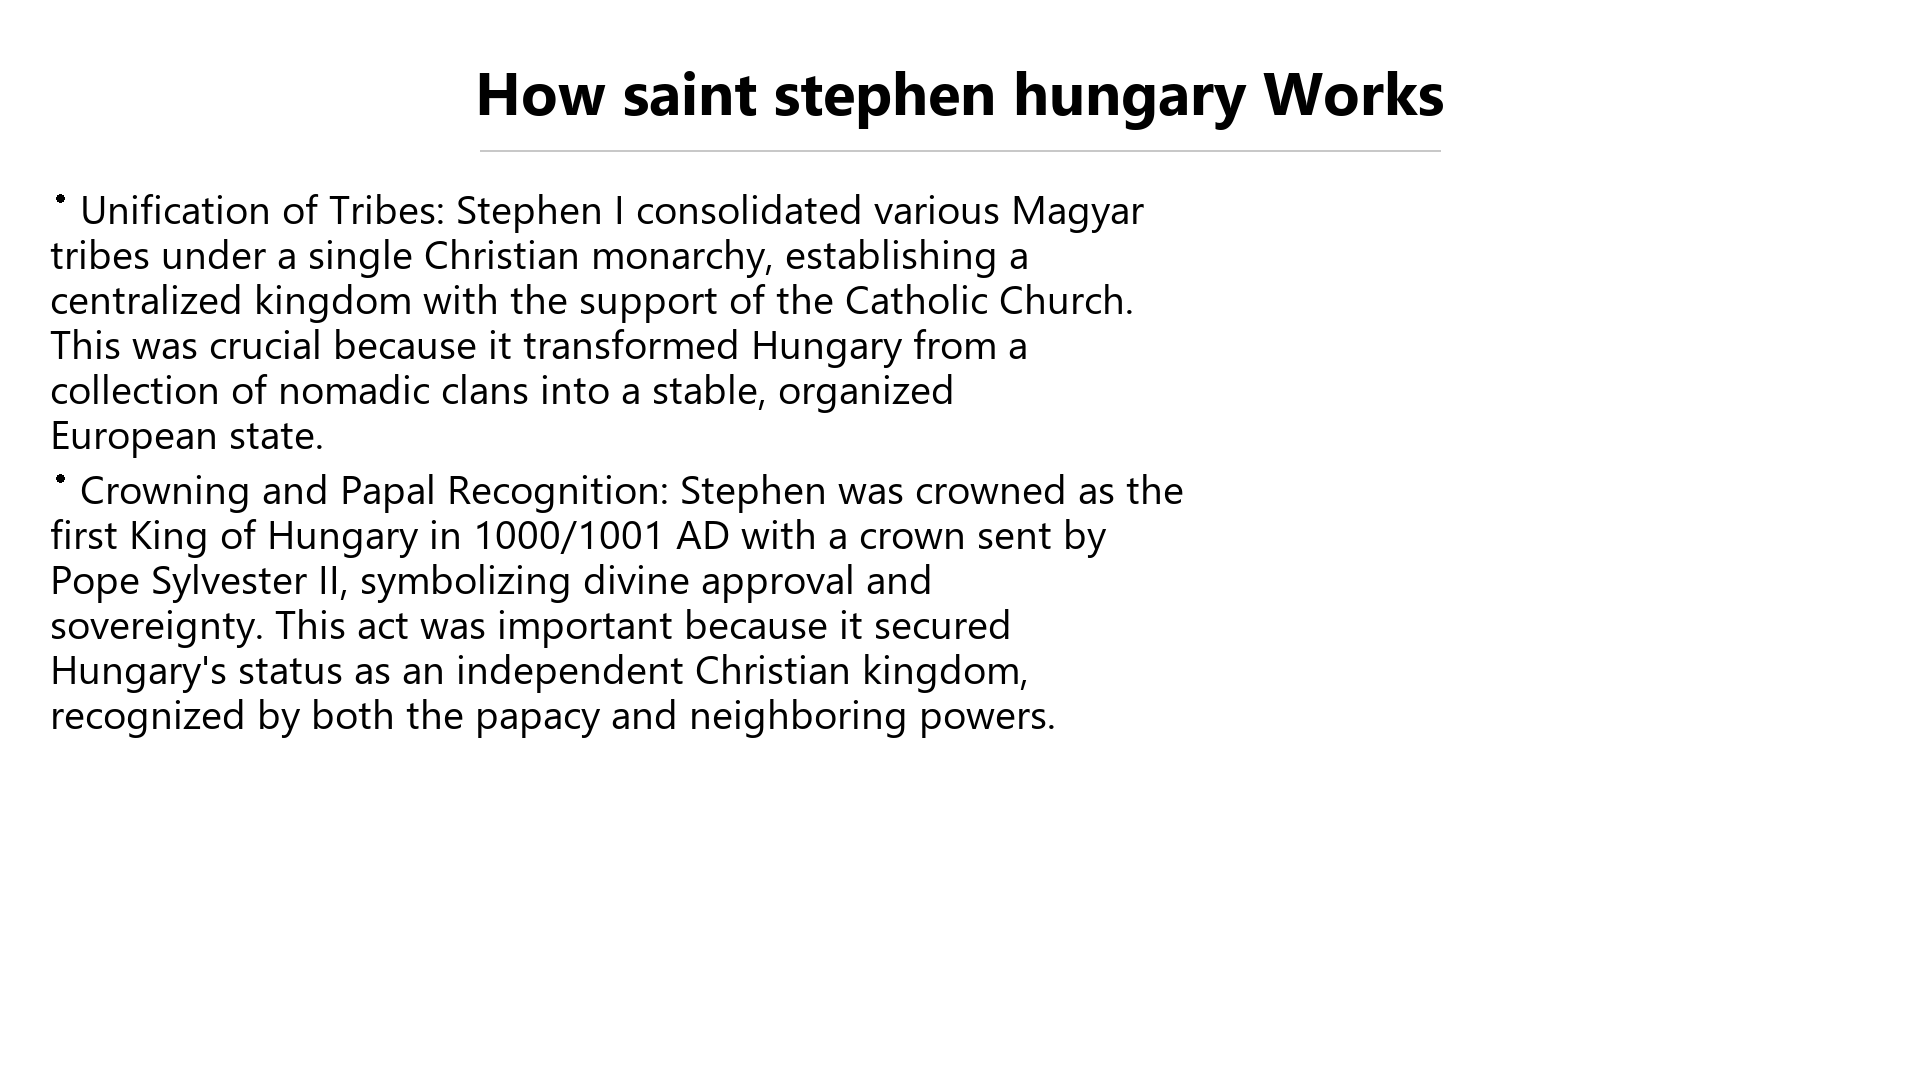 How saint stephen hungary Works
• Unification of Tribes: Stephen I consolidated various Magyar
tribes under a single Christian monarchy, establishing a
centralized kingdom with the support of the Catholic Church.
This was crucial because it transformed Hungary from a
collection of nomadic clans into a stable, organized
European state.
• Crowning and Papal Recognition: Stephen was crowned as the
first King of Hungary in 1000/1001 AD with a crown sent by
Pope Sylvester II, symbolizing divine approval and
sovereignty. This act was important because it secured
Hungary's status as an independent Christian kingdom,
recognized by both the papacy and neighboring powers.